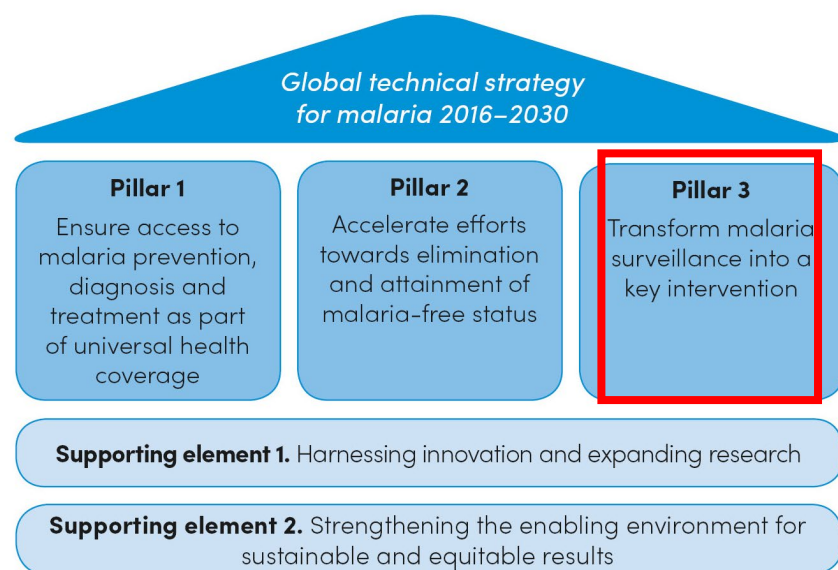 Global technical strategy
for malaria 2016–2030
Pillar 1
Ensure access to
malaria prevention,
diagnosis and
treatment as part
of universal health
coverage
Pillar 2
Accelerate efforts
towards elimination
and attainment of
malaria-free status
Pillar 3
Transform malaria
surveillance into a
key intervention
Supporting element 1. Harnessing innovation and expanding research
Supporting element 2. Strengthening the enabling environment for
sustainable and equitable results